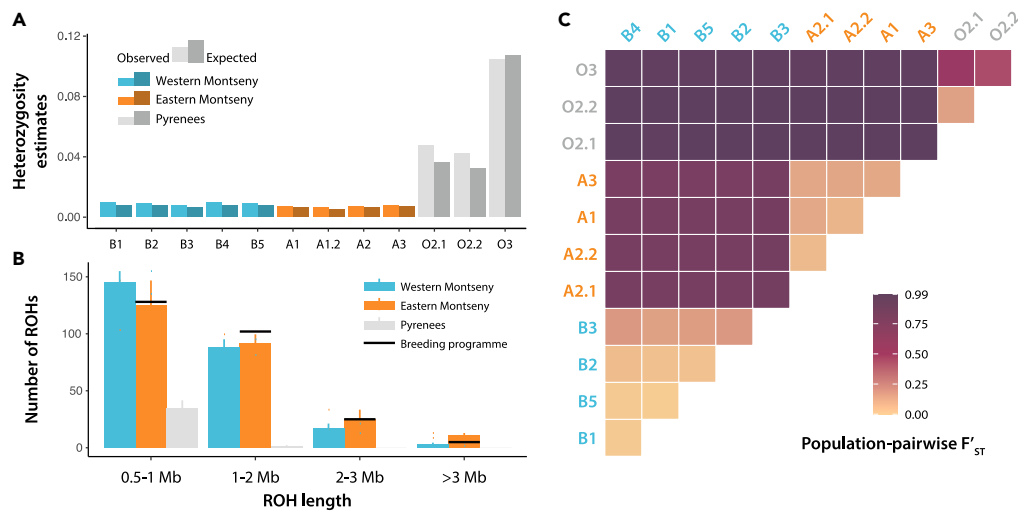 A
Heterozygosity
estimates
0.12
0.08
0.04
0.00
Observed Expected
Western Montseny
Eastern Montseny
Pyrenees
B1 B2 B3 B4 B5 A1 A1.2 A2 A3 O2.1 O2.2 O3
B
Number of ROHs
150
100
50
0
Western Montseny
Eastern Montseny
Pyrenees
Breeding programme
0.5-1 Mb 1-2 Mb 2-3 Mb >3 Mb
ROH length
C
B4 B1 B5 B2 B3 A2.1 A2.2 A1 A3 O2.1 O2.2
O3
O2.2
O2.1
A3
A1
A2.2
A2.1
B3
B2
B5
B1
0.99
0.75
0.50
0.25
0.00
Population-pairwise F'ST